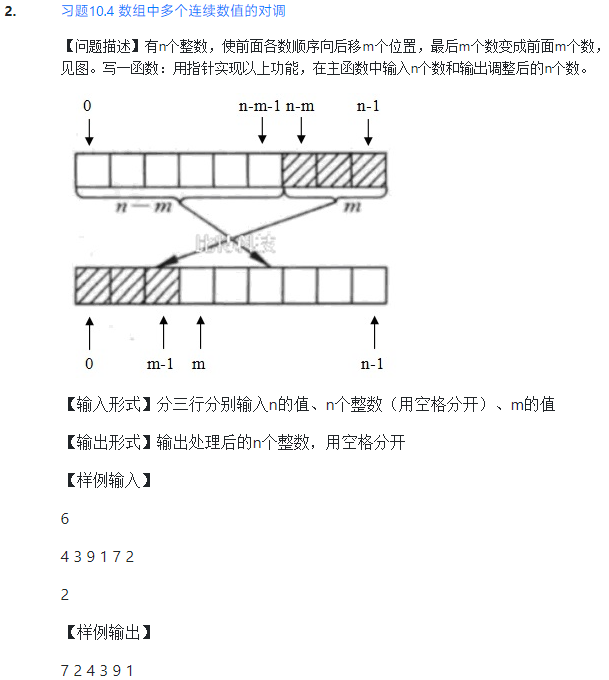 2. 习题10.4 数组中多个连续数值的对调
【问题描述】有n个整数，使前面各数顺序向后移m个位置，最后m个数变成前面m个数，
见图。写一函数：用指针实现以上功能，在主函数中输入n个数和输出调整后的n个数。
0 n-m-1 n-m n-1
n—m m
0 m-1 m n-1
【输入形式】分三行分别输入n的值、n个整数（用空格分开）、m的值
【输出形式】输出处理后的n个整数，用空格分开
【样例输入】
6
4 3 9 1 7 2
2
【样例输出】
7 2 4 3 9 1